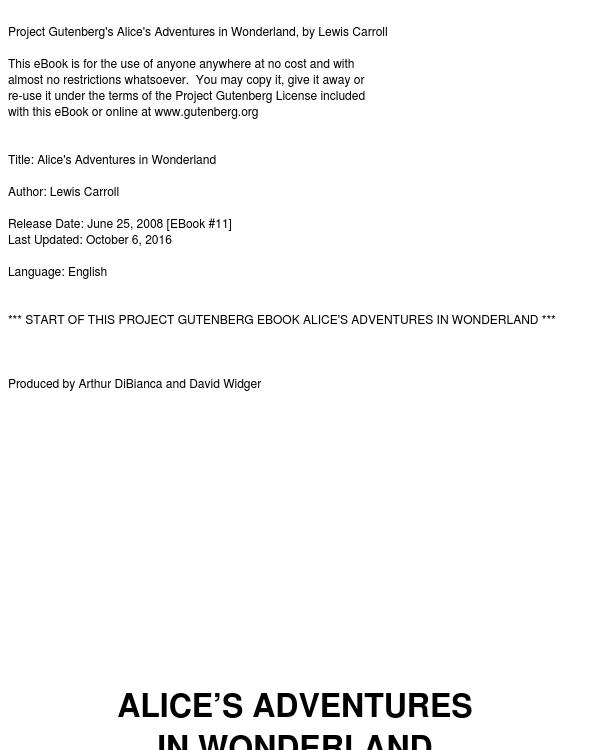 Project Gutenberg's Alice's Adventures in Wonderland, by Lewis Carroll
This eBook is for the use of anyone anywhere at no cost and with
almost no restrictions whatsoever.  You may copy it, give it away or
re-use it under the terms of the Project Gutenberg License included
with this eBook or online at www.gutenberg.org
Title: Alice's Adventures in Wonderland
Author: Lewis Carroll
Release Date: June 25, 2008 [EBook #11]
Last Updated: October 6, 2016
Language: English
*** START OF THIS PROJECT GUTENBERG EBOOK ALICE'S ADVENTURES IN WONDERLAND ***
Produced by Arthur DiBianca and David Widger
ALICE’S ADVENTURES
IN WONDERLAND